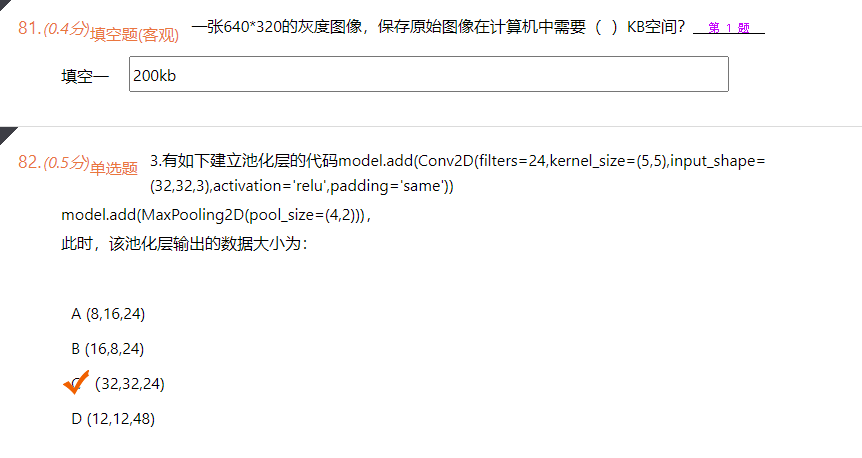 81.(0.4分)填空题(客观) 一张640*320的灰度图像，保存原始图像在计算机中需要（ ）KB空间？ 第 1 题
填空一 200kb
82.(0.5分)单选题 3.有如下建立池化层的代码model.add(Conv2D(filters=24,kernel_size=(5,5),input_shape=
(32,32,3),activation='relu',padding='same'))
model.add(MaxPooling2D(pool_size=(4,2)))，
此时，该池化层输出的数据大小为：
A (8,16,24)
B (16,8,24)
C (32,32,24)
D (12,12,48)